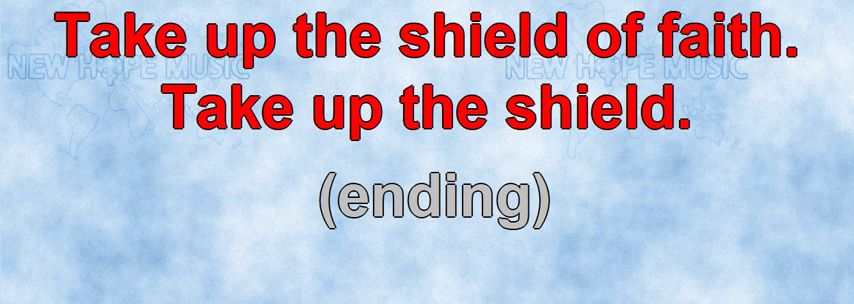 Take up the shield of faith.
NEW HOPE MUSIC NEW HOPE MUSIC
Take up the shield.
(ending)